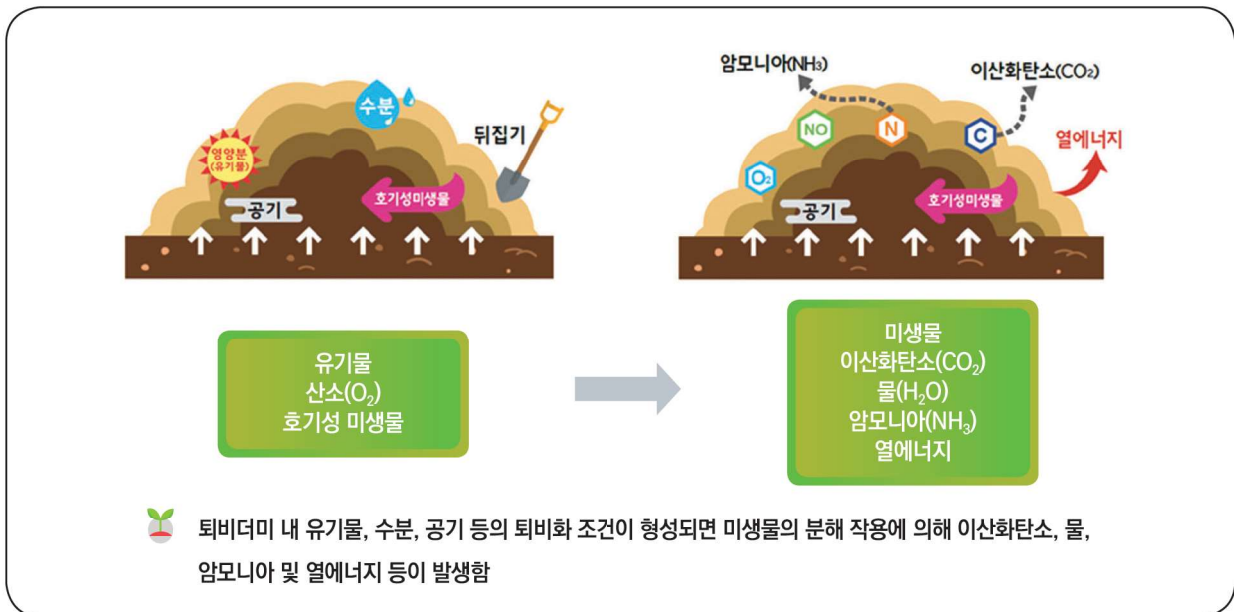 수분
영양분
(유기물)
뒤집기
호기성미생물
공기
암모니아(NH₃)
이산화탄소(CO₂)
NO
N
C
열에너지
O₂
호기성미생물
공기
유기물
산소(O₂)
호기성 미생물
미생물
이산화탄소(CO₂)
물(H₂O)
암모니아(NH₃)
열에너지
퇴비더미 내 유기물, 수분, 공기 등의 퇴비화 조건이 형성되면 미생물의 분해 작용에 의해 이산화탄소, 물,
암모니아 및 열에너지 등이 발생함